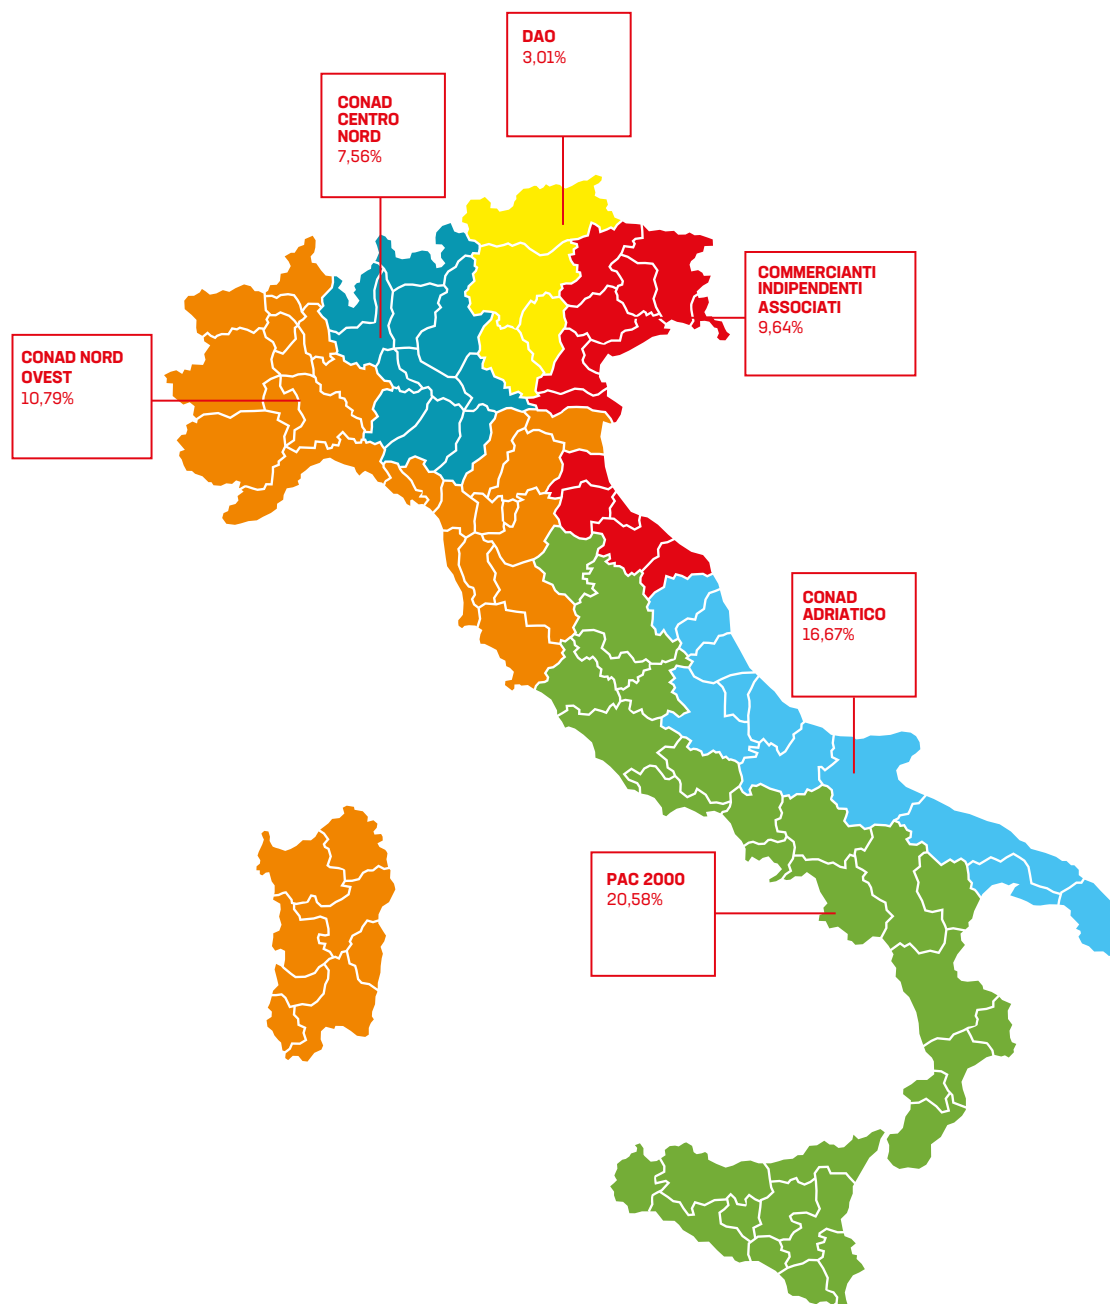 DAO
3,01%
CONAD
CENTRO
NORD
7,56%
COMMERCIANTI
INDIPENDENTI
ASSOCIATI
9,64%
CONAD NORD
OVEST
10,79%
CONAD
ADRIATICO
16,67%
PAC 2000
20,58%